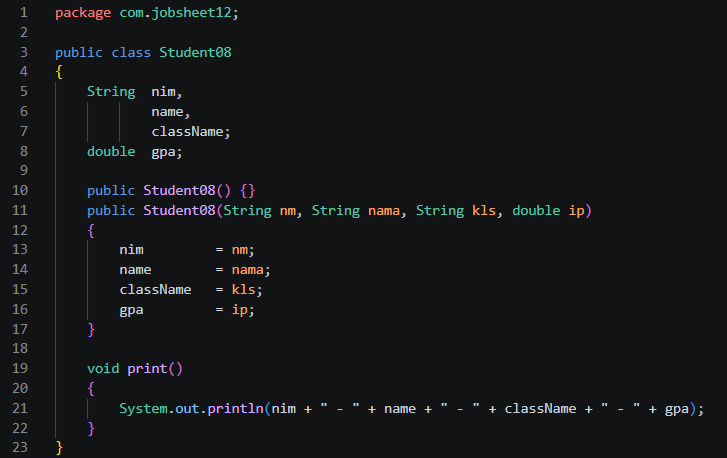 1 package com.jobsheet12;
2
3 public class Student08
4 {
5     String  nim,
6             name,
7             className;
8     double  gpa;
9
10     public Student08() {}
11     public Student08(String nm, String nama, String kls, double ip)
12     {
13         nim         = nm;
14         name        = nama;
15         className   = kls;
16         gpa         = ip;
17     }
18
19     void print()
20     {
21         System.out.println(nim + " - " + name + " - " + className + " - " + gpa);
22     }
23 }